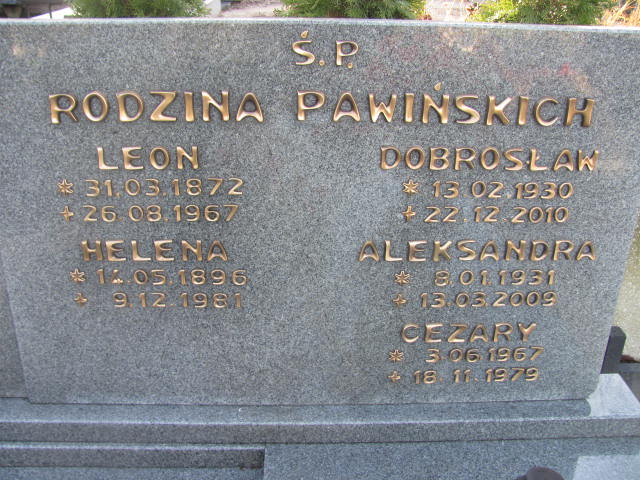 Ś.P.
RODZINA PAWIŃSKICH
LEON
* 31.03.1872
+ 26.08.1967
HELENA
* 11.05.1896
+ 9.12.1981
DOBROSŁAW
* 13.02.1930
+ 22.12.2010
ALEKSANDRA
* 8.01.1931
+ 13.03.2009
CEZARY
* 3.06.1967
+ 18.11.1979